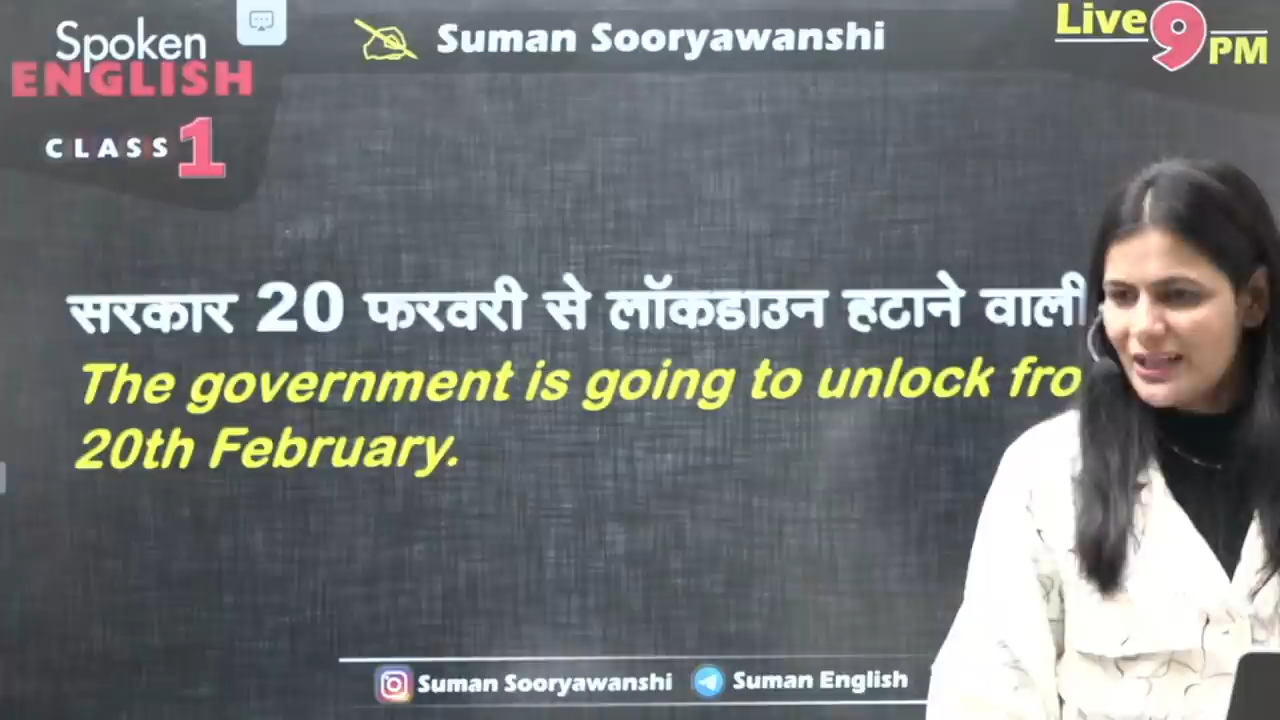 Spoken
ENGLISH
CLASS 1
Suman Sooryawanshi
Live 9 PM
सरकार 20 फरवरी से लॉकडाउन हटाने वाली
The government is going to unlock fro
20th February.
Suman Sooryawanshi
Suman English